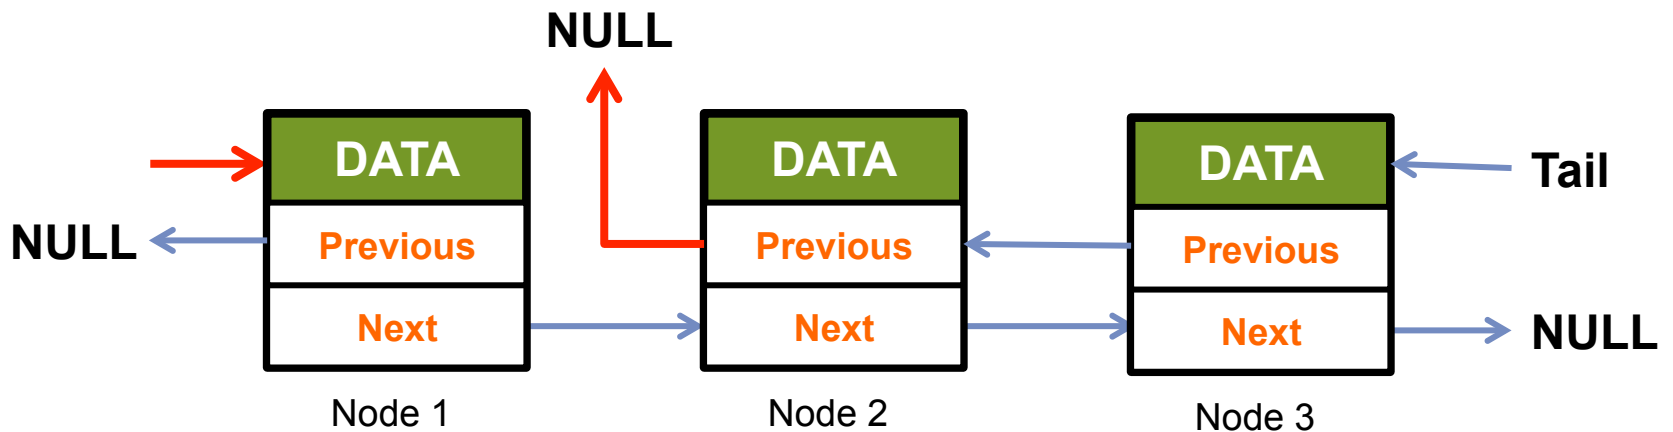 NULL
DATA
DATA
DATA
Tail
NULL
Previous
Previous
Previous
Next
Next
Next
NULL
Node 1
Node 2
Node 3